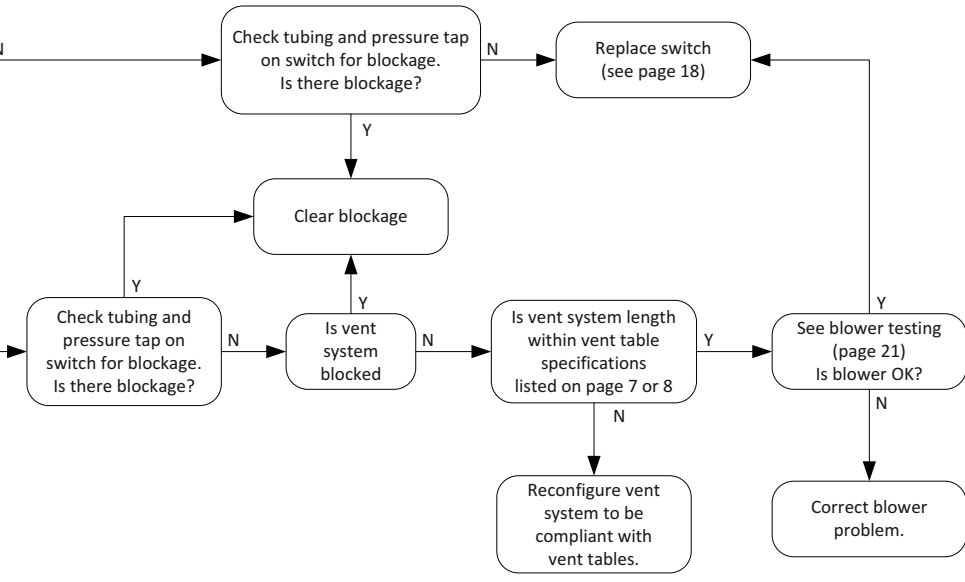 N
Check tubing and pressure tap
on switch for blockage.
Is there blockage?
N
Replace switch
(see page 18)
Y
Clear blockage
Y
Check tubing and
pressure tap on
switch for blockage.
Is there blockage?
N
Y
Is vent
system
blocked
N
Is vent system length
within vent table
specifications
listed on page 7 or 8
Y
Y
See blower testing
(page 21)
Is blower OK?
N
N
Reconfigure vent
system to be
compliant with
vent tables.
Correct blower
problem.